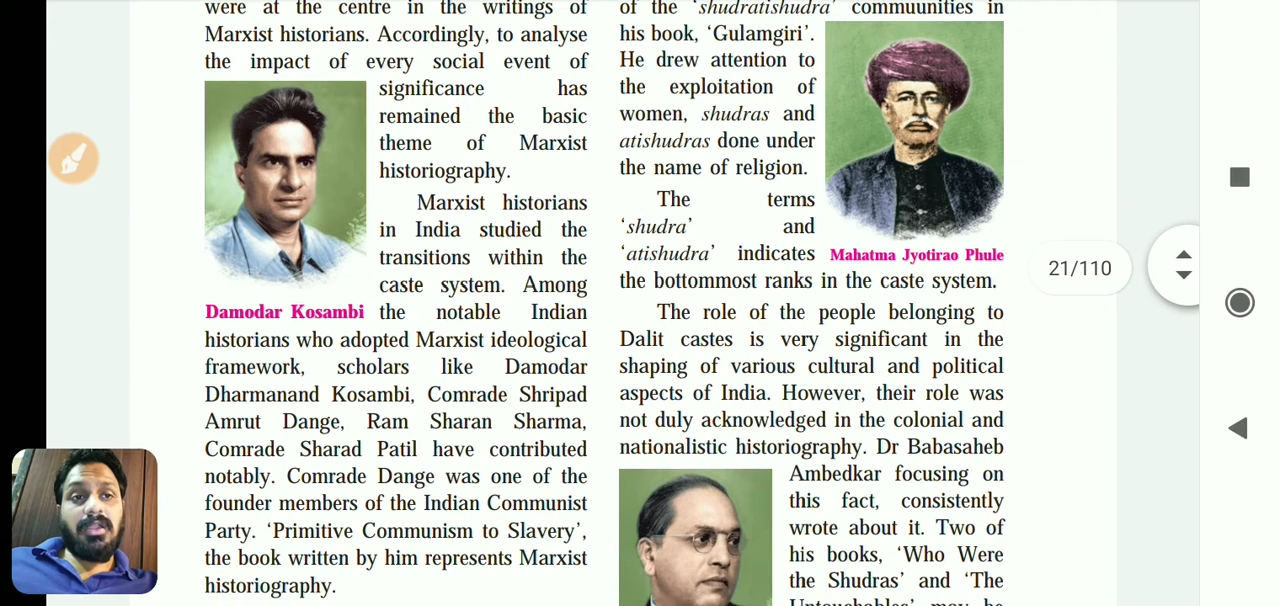 were at the centre in the writings of
Marxist historians. Accordingly, to analyse
the impact of every social event of
significance has
remained the basic
theme of Marxist
historiography.
Marxist historians
in India studied the
transitions within the
caste system. Among
Damodar Kosambi
the notable Indian
historians who adopted Marxist ideological
framework, scholars like Damodar
Dharmanand Kosambi, Comrade Shripad
Amrut Dange, Ram Sharan Sharma,
Comrade Sharad Patil have contributed
notably. Comrade Dange was one of the
founder members of the Indian Communist
Party. ‘Primitive Communism to Slavery’,
the book written by him represents Marxist
historiography.
of the ‘shudratishudra’ commuunities in
his book, ‘Gulamgiri’.
He drew attention to
the exploitation of
women, shudras and
atishudras done under
the name of religion.
The terms
‘shudra’ and
‘atishudra’ indicates
Mahatma Jyotirao Phule
the bottommost ranks in the caste system.
The role of the people belonging to
Dalit castes is very significant in the
shaping of various cultural and political
aspects of India. However, their role was
not duly acknowledged in the colonial and
nationalistic historiography. Dr Babasaheb
Ambedkar focusing on
this fact, consistently
wrote about it. Two of
his books, ‘Who Were
the Shudras’ and ‘The
Untouchables’ may be
21/110